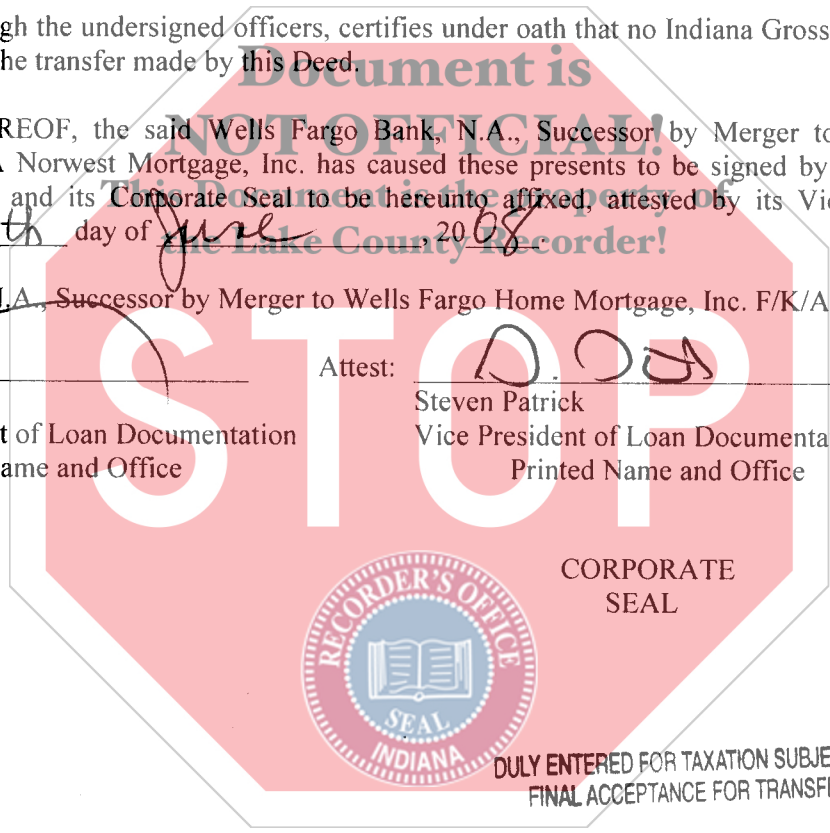 gh the undersigned officers, certifies under oath that no Indiana Gross
he transfer made by this Deed.
Document is
REOF, the said Wells Fargo Bank, N.A., Successor by Merger to
NOT OFFICIAL!
A Norwest Mortgage, Inc. has caused these presents to be signed by
This Document is the property of
and its Corporate Seal to be hereunto affixed, attested by its Vic
th day of June, 20 08.
the Lake County Recorder!
N.A., Successor by Merger to Wells Fargo Home Mortgage, Inc. F/K/A
STOP
Attest:
Steven Patrick
t of Loan Documentation Vice President of Loan Documenta
ame and Office Printed Name and Office
CORPORATE
SEAL
RECORDER'S OFFICE
SEAL
INDIANA
DULY ENTERED FOR TAXATION SUBJE
FINAL ACCEPTANCE FOR TRANSF